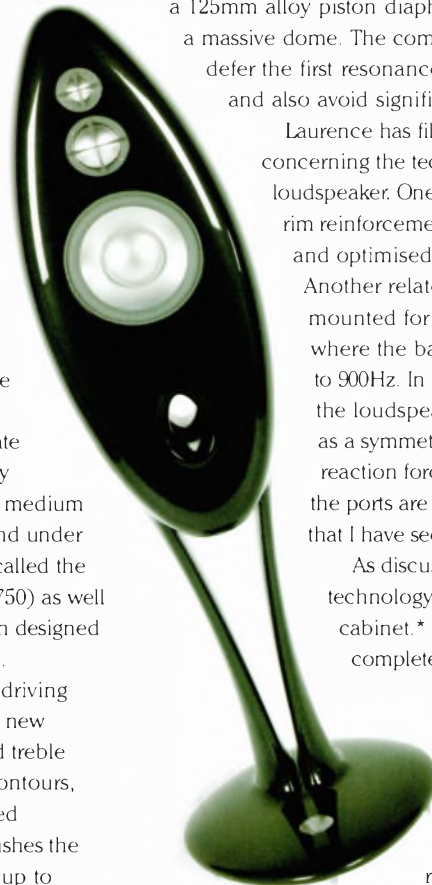 a 125mm alloy piston diaph
a massive dome. The com
defer the first resonance
and also avoid signifi
Laurence has fil
concerning the tec
loudspeaker. One
rim reinforceme
and optimised
Another relat
mounted for
where the ba
to 900Hz. In
the loudspea
as a symmet
reaction forc
the ports are
that I have see
As discus
technology
cabinet.*
complete
e
ate
y
medium
nd under
called the
750) as well
n designed
.
driving
new
d treble
ontours,
ed
shes the
up to